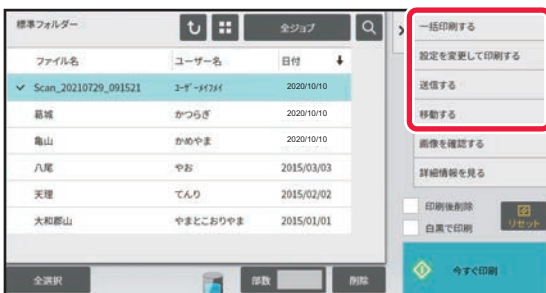 標準フォルダー
全ジョブ
ファイル名 ユーザー名 日付
Scan_20210729_091521 ﾕｰｻﾞｰﾒｲﾌﾒｲ 2020/10/10
葛城 かつらぎ 2020/10/10
亀山 かめやま 2020/10/10
八尾 やお 2015/03/03
天理 てんり 2015/02/02
大和郡山 やまとこおりやま 2015/01/01
全選択 部数 削除
一括印刷する
設定を変更して印刷する
送信する
移動する
画像を確認する
詳細情報を見る
印刷後削除
白黒で印刷
リセット
今すぐ印刷